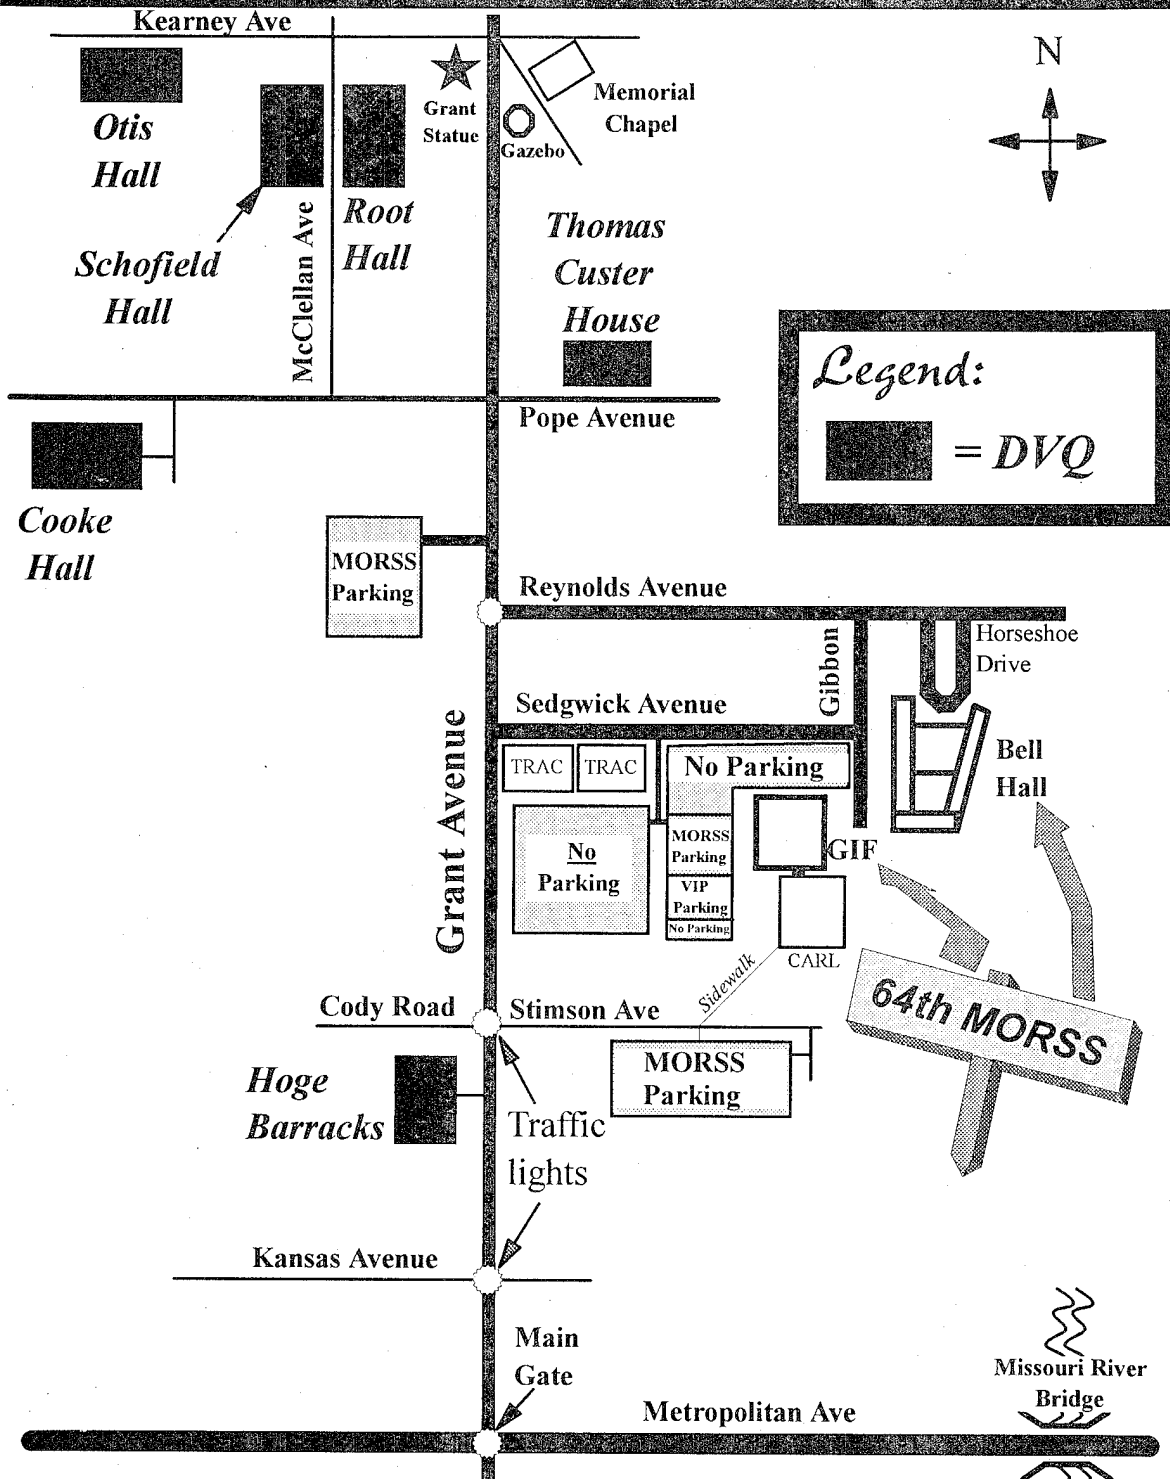 Kearney Ave
N
Grant
Statue
Memorial
Chapel
Gazebo
Otis
Hall
Root
Hall
McClellan Ave
Schofield
Hall
Thomas
Custer
House
Legend:
= DVQ
Pope Avenue
Cooke
Hall
MORSS
Parking
Reynolds Avenue
Horseshoe
Drive
Gibbon
Sedgwick Avenue
Grant Avenue
TRAC
TRAC
No Parking
Bell
Hall
No
Parking
MORSS
Parking
VIP
Parking
No Parking
GIF
CARL
Sidewalk
64th MORSS
Cody Road
Stimson Ave
MORSS
Parking
Hoge
Barracks
Traffic
lights
Kansas Avenue
Main
Gate
Missouri River
Bridge
Metropolitan Ave